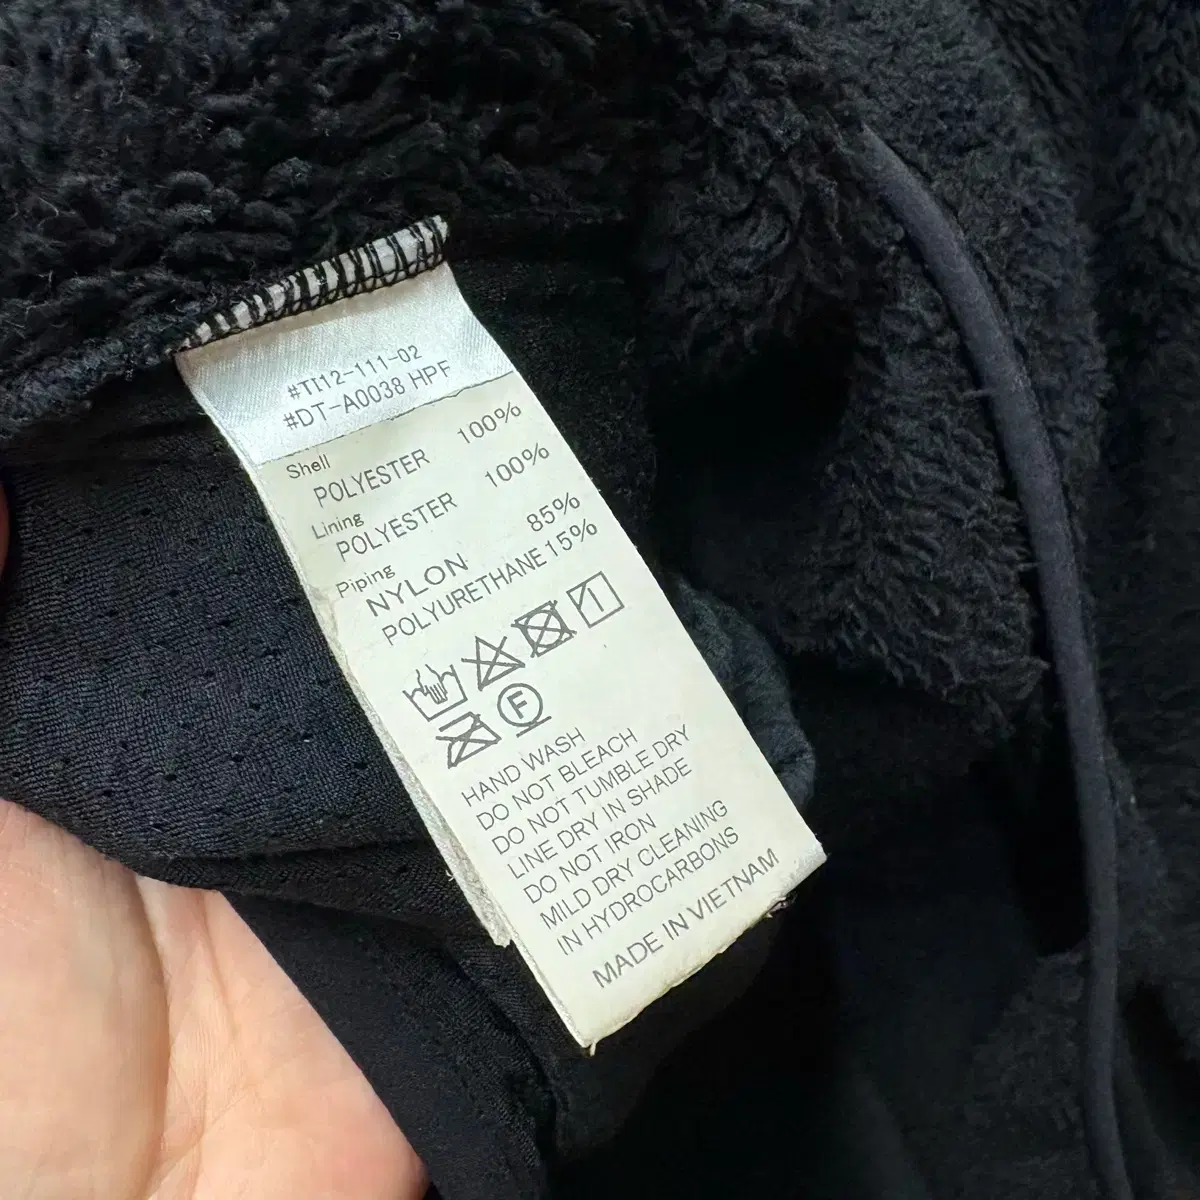 #TI12-111-02
#DT-A0038 HPF
Shell
POLYESTER 100%
Lining
POLYESTER 100%
Piping
NYLON 85%
POLYURETHANE 15%
F
HAND WASH
DO NOT BLEACH
DO NOT TUMBLE DRY
LINE DRY IN SHADE
DO NOT IRON
MILD DRY CLEANING
IN HYDROCARBONS
MADE IN VIETNAM